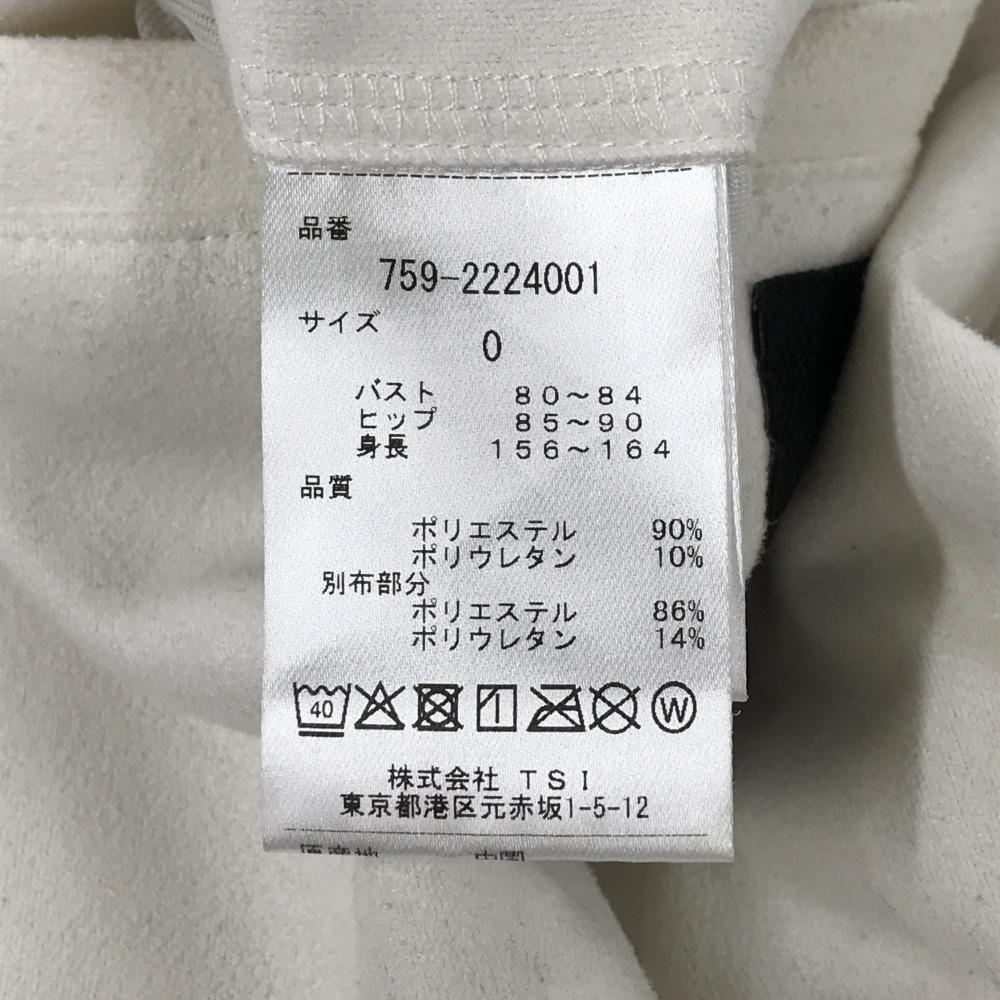 品番
759-2224001
サイズ
0
バスト 80～84
ヒップ 85～90
身長 156～164
品質
ポリエステル 90%
ポリウレタン 10%
別布部分
ポリエステル 86%
ポリウレタン 14%
40 W
株式会社 TSI
東京都港区元赤坂1-5-12